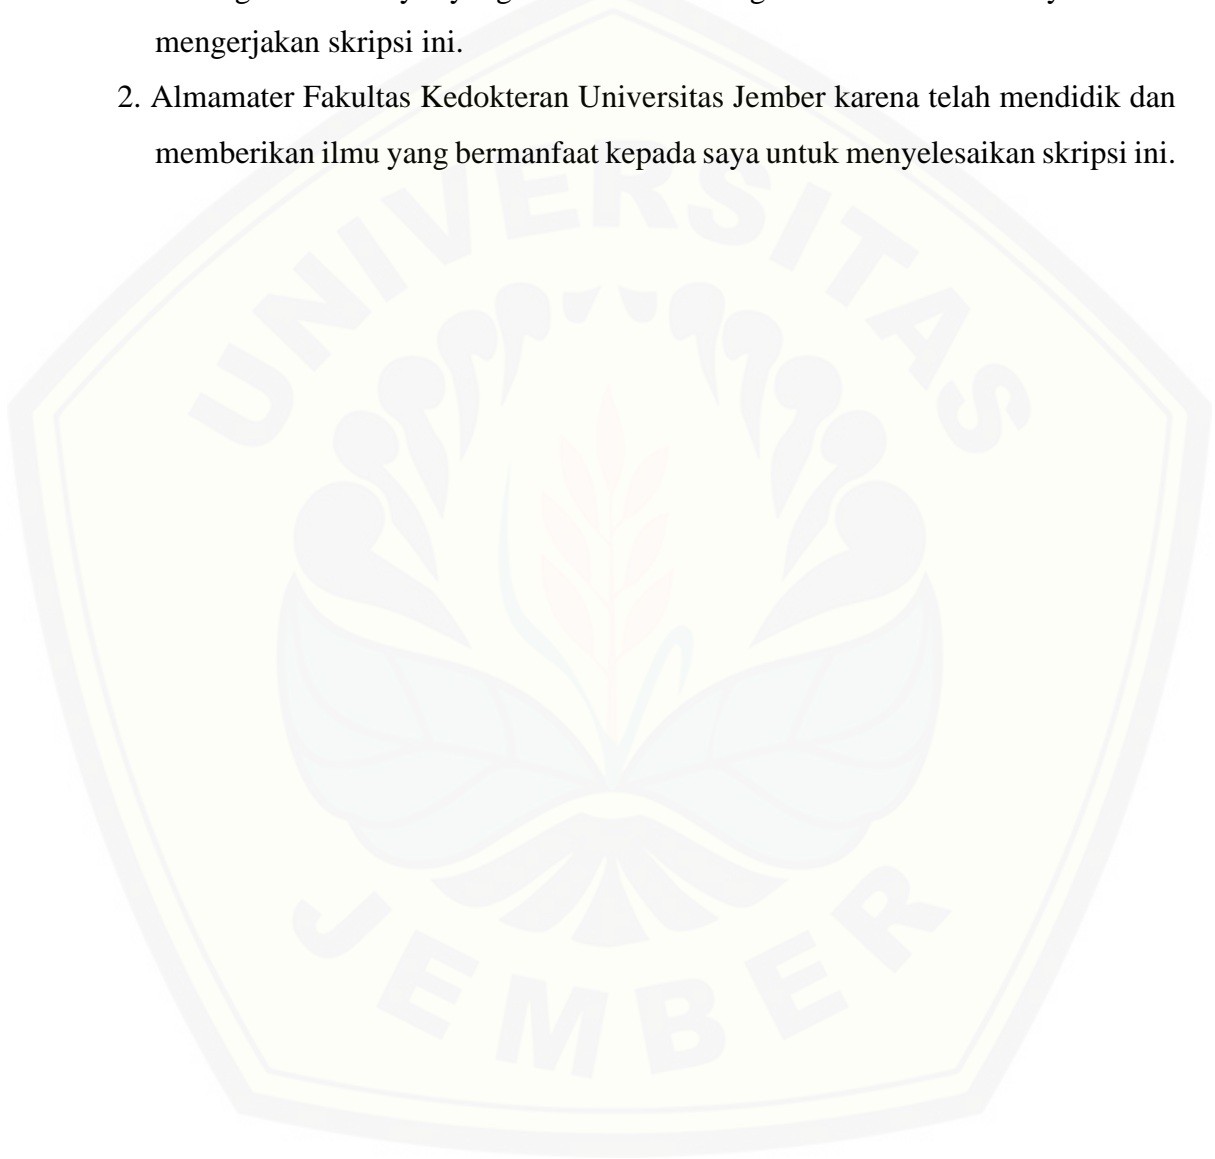 mengerjakan skripsi ini.
2. Almamater Fakultas Kedokteran Universitas Jember karena telah mendidik dan
memberikan ilmu yang bermanfaat kepada saya untuk menyelesaikan skripsi ini.
UNIVERSITAS
JEMBER